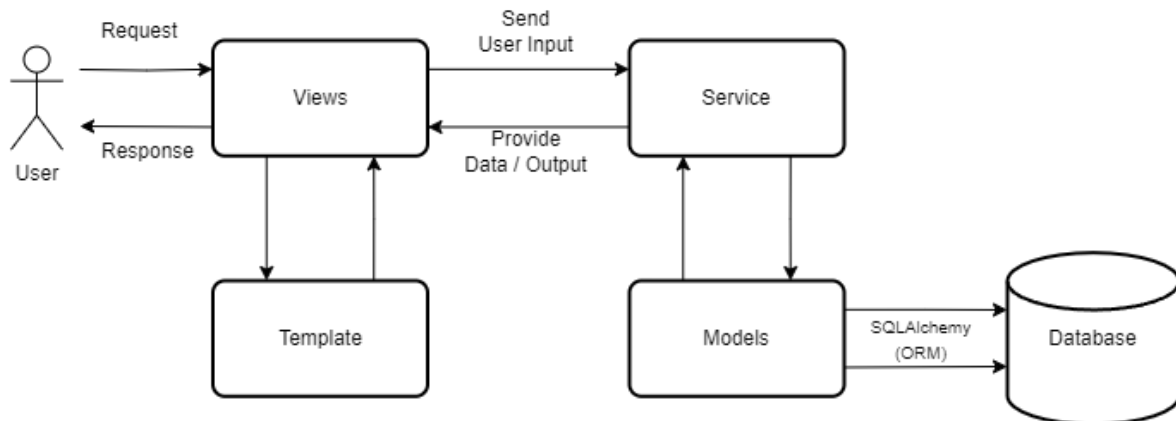 Request
Send
User Input
Views
Service
Response
Provide
Data / Output
User
Template
Models
SQLAlchemy
(ORM)
Database